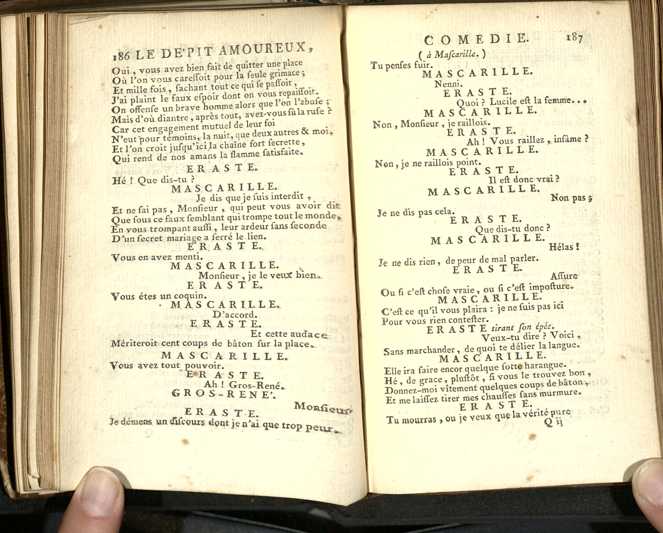 186 LE DE'PIT AMOUREUX,
Oui, vous avez bien fait de quitter une place
Où l'on vous caressoit pour la seule grimace;
Et mille fois, sachant tout ce qui se passoit,
J'ai plaint le faux espoir dont on vous repaissoit.
On offense un brave homme alors que l'on l'abuse;
Mais d'où diantre, après tout, avez-vous sû la ruse?
Car cet engagement mutuel de leur foi
N'eut pour témoins, la nuit, que deux autres & moi,
Et l'on croit jusqu'ici la chaîne fort secrette,
Qui rend de nos amans la flamme satisfaite.
ERASTE.
Hé! Que dis-tu?
MASCARILLE.
Je dis que je suis interdit,
Et ne sai pas, Monsieur, qui peut vous avoir dit
Que sous ce faux semblant qui trompe tout le monde,
En vous trompant aussi, leur ardeur sans seconde
D'un secret mariage a serré le lien.
ERASTE.
Vous en avez menti.
MASCARILLE.
Monsieur, je le veux bien.
ERASTE.
Vous êtes un coquin.
MASCARILLE.
D'accord.
ERASTE.
Et cette audace
Mériteroit cent coups de bâton sur la place.
MASCARILLE.
Vous avez tout pouvoir.
ERASTE.
Ah! Gros-René.
GROS-RENE'.
Monsieur
ERASTE.
Je démens un discours dont je n'ai que trop peur.
COMEDIE. 187
(à Mascarille.)
Tu penses fuir.
MASCARILLE.
Nenni.
ERASTE.
Quoi? Lucile est la femme...
MASCARILLE.
Non, Monsieur, je raillois.
ERASTE.
Ah! Vous raillez, infâme?
MASCARILLE.
Non, je ne raillois point.
ERASTE.
Il est donc vrai?
MASCARILLE.
Non pas;
Je ne dis pas cela.
ERASTE.
Que dis-tu donc?
MASCARILLE.
Hélas!
Je ne dis rien, de peur de mal parler.
ERASTE.
Assure
Ou si c'est chose vraie, ou si c'est imposture.
MASCARILLE.
C'est ce qu'il vous plaira: je ne suis pas ici
Pour vous rien contester.
ERASTE tirant son épée.
Veux-tu dire? Voici,
Sans marchander, de quoi te délier la langue.
MASCARILLE.
Elle ira faire encor quelque sotte harangue.
Hé, de grace, plustôt, si vous le trouvez bon,
Donnez-moi vîtement quelques coups de bâton,
Et me laissez tirer mes chausses sans murmure.
ERASTE.
Tu mourras, ou je veux que la vérité pure
Q ij